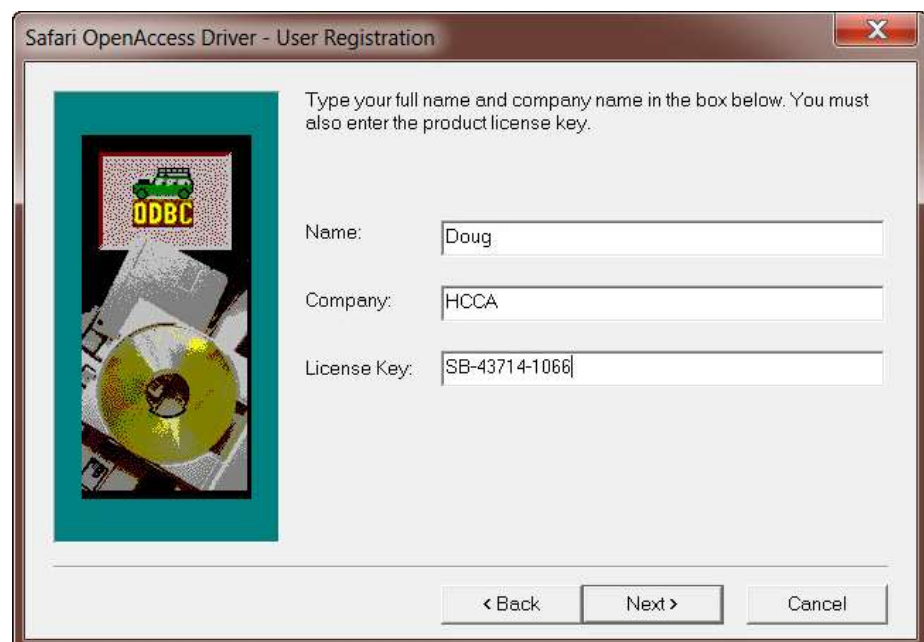 Safari OpenAccess Driver - User Registration
X
Type your full name and company name in the box below. You must
also enter the product license key.
ODBC
Name: Doug
Company: HCCA
License Key: SB-43714-1066
< Back Next > Cancel